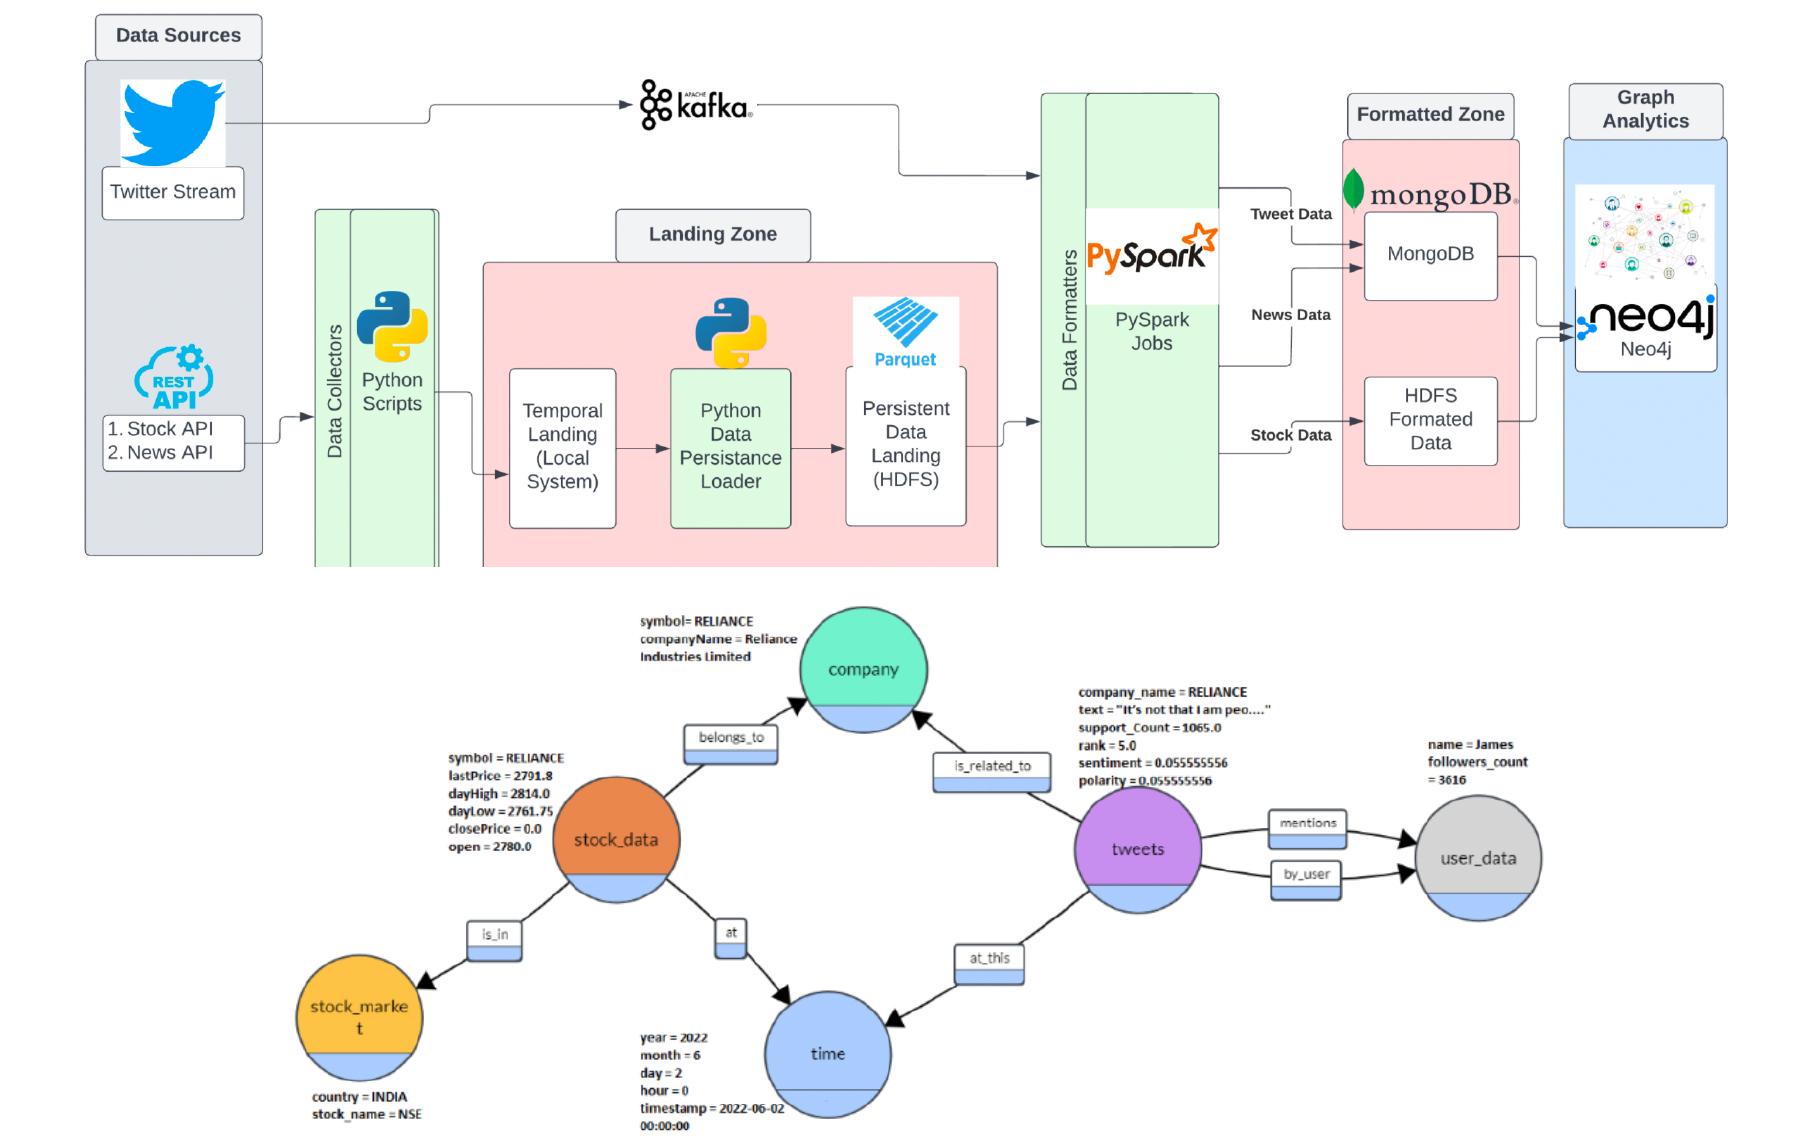 Data Sources
Twitter Stream
REST
API
1. Stock API
2. News API
APACHE
kafka®
Data Collectors
Python
Scripts
Landing Zone
Temporal
Landing
(Local
System)
Python
Data
Persistance
Loader
Parquet
Persistent
Data
Landing
(HDFS)
Data Formatters
PySpark
PySpark
Jobs
Tweet Data
News Data
Stock Data
Formatted Zone
mongoDB®
MongoDB
HDFS
Formated
Data
Graph
Analytics
neo4j
Neo4j
symbol= RELIANCE
companyName = Reliance
Industries Limited
company
belongs_to
is_related_to
company_name = RELIANCE
text = "It's not that I am peo...."
support_Count = 1065.0
rank = 5.0
sentiment = 0.055555556
polarity = 0.055555556
name = James
followers_count
= 3616
symbol = RELIANCE
lastPrice = 2791.8
dayHigh = 2814.0
dayLow = 2761.75
closePrice = 0.0
open = 2780.0
stock_data
tweets
mentions
by_user
user_data
is_in
at
at_this
stock_marke
t
country = INDIA
stock_name = NSE
year = 2022
month = 6
day = 2
hour = 0
timestamp = 2022-06-02
00:00:00
time